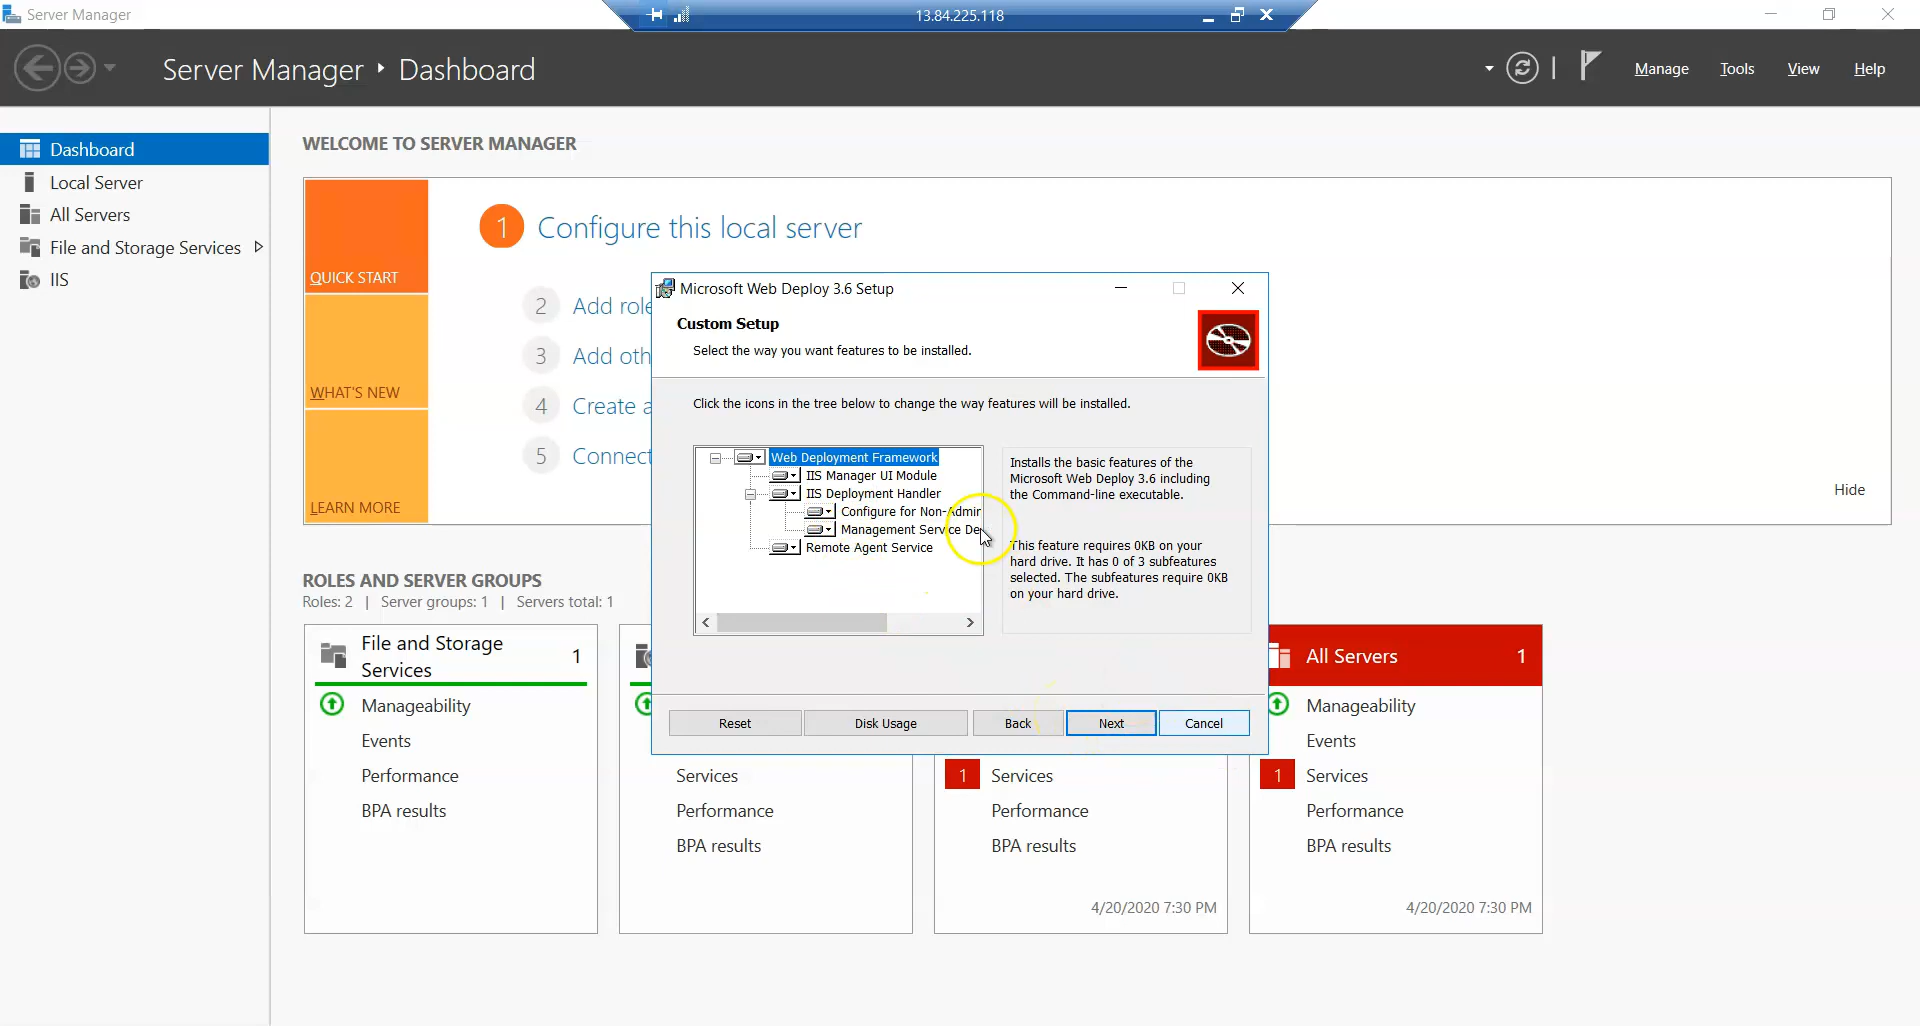 Server Manager
13.84.225.118
Server Manager
Dashboard
Manage
Tools
View
Help
Dashboard
Local Server
All Servers
File and Storage Services
IIS
WELCOME TO SERVER MANAGER
QUICK START
WHAT'S NEW
LEARN MORE
1 Configure this local server
2 Add role
3 Add oth
4 Create a
5 Connect
Hide
Microsoft Web Deploy 3.6 Setup
Custom Setup
Select the way you want features to be installed.
Click the icons in the tree below to change the way features will be installed.
Web Deployment Framework
IIS Manager UI Module
IIS Deployment Handler
Configure for Non-Admin
Management Service De
Remote Agent Service
Installs the basic features of the
Microsoft Web Deploy 3.6 including
the Command-line executable.
This feature requires 0KB on your
hard drive. It has 0 of 3 subfeatures
selected. The subfeatures require 0KB
on your hard drive.
Reset
Disk Usage
Back
Next
Cancel
ROLES AND SERVER GROUPS
Roles: 2 | Server groups: 1 | Servers total: 1
File and Storage
Services
1
Manageability
Events
Performance
BPA results
Services
Performance
BPA results
1 Services
Performance
BPA results
4/20/2020 7:30 PM
All Servers
1
Manageability
Events
1 Services
Performance
BPA results
4/20/2020 7:30 PM